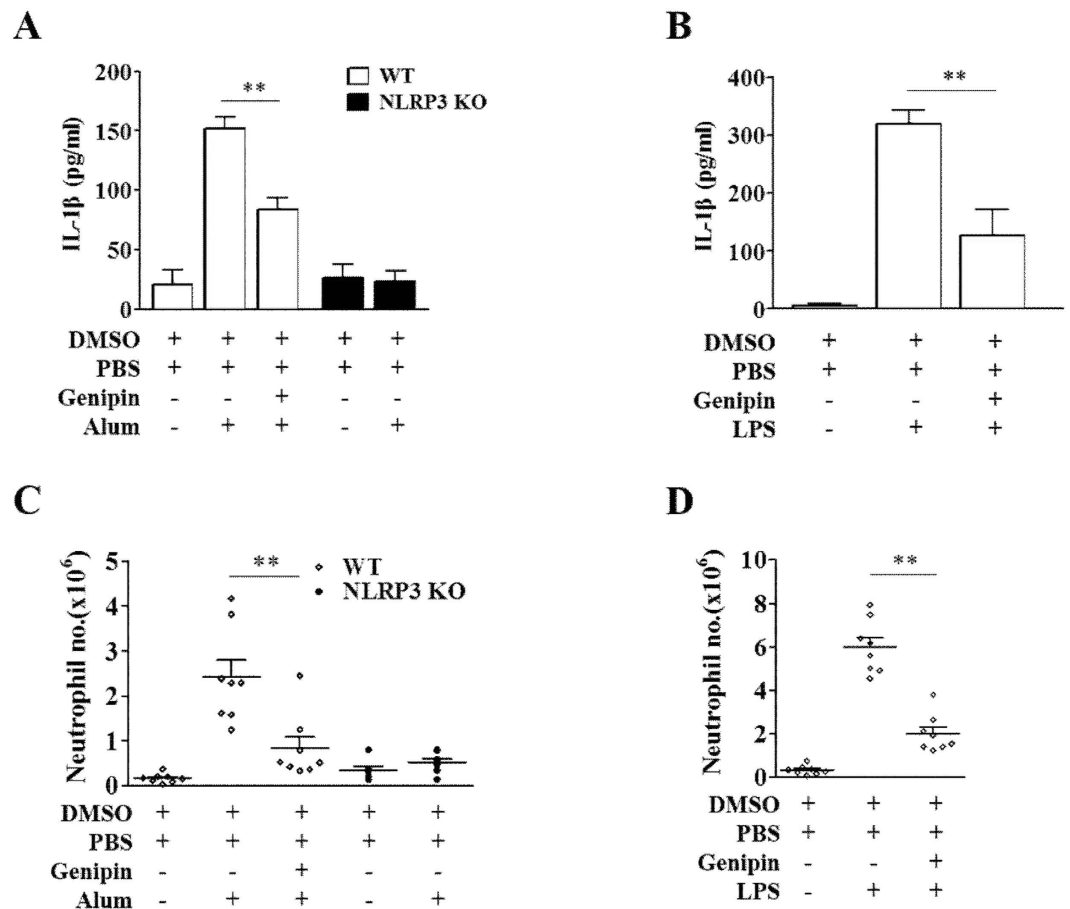 A
IL-1β (pg/ml)
200
150
100
50
0
**
WT
NLRP3 KO
DMSO + + + + +
PBS + + + + +
Genipin - - + - -
Alum - + + - +
B
IL-1β (pg/ml)
400
300
200
100
0
**
DMSO + + +
PBS + + +
Genipin - - +
LPS - + +
C
Neutrophil no.(x10⁶)
5
4
3
2
1
0
**
WT
NLRP3 KO
DMSO + + + + +
PBS + + + + +
Genipin - - + - -
Alum - + + - +
D
Neutrophil no.(x10⁶)
10
8
6
4
2
0
**
DMSO + + +
PBS + + +
Genipin - - +
LPS - + +